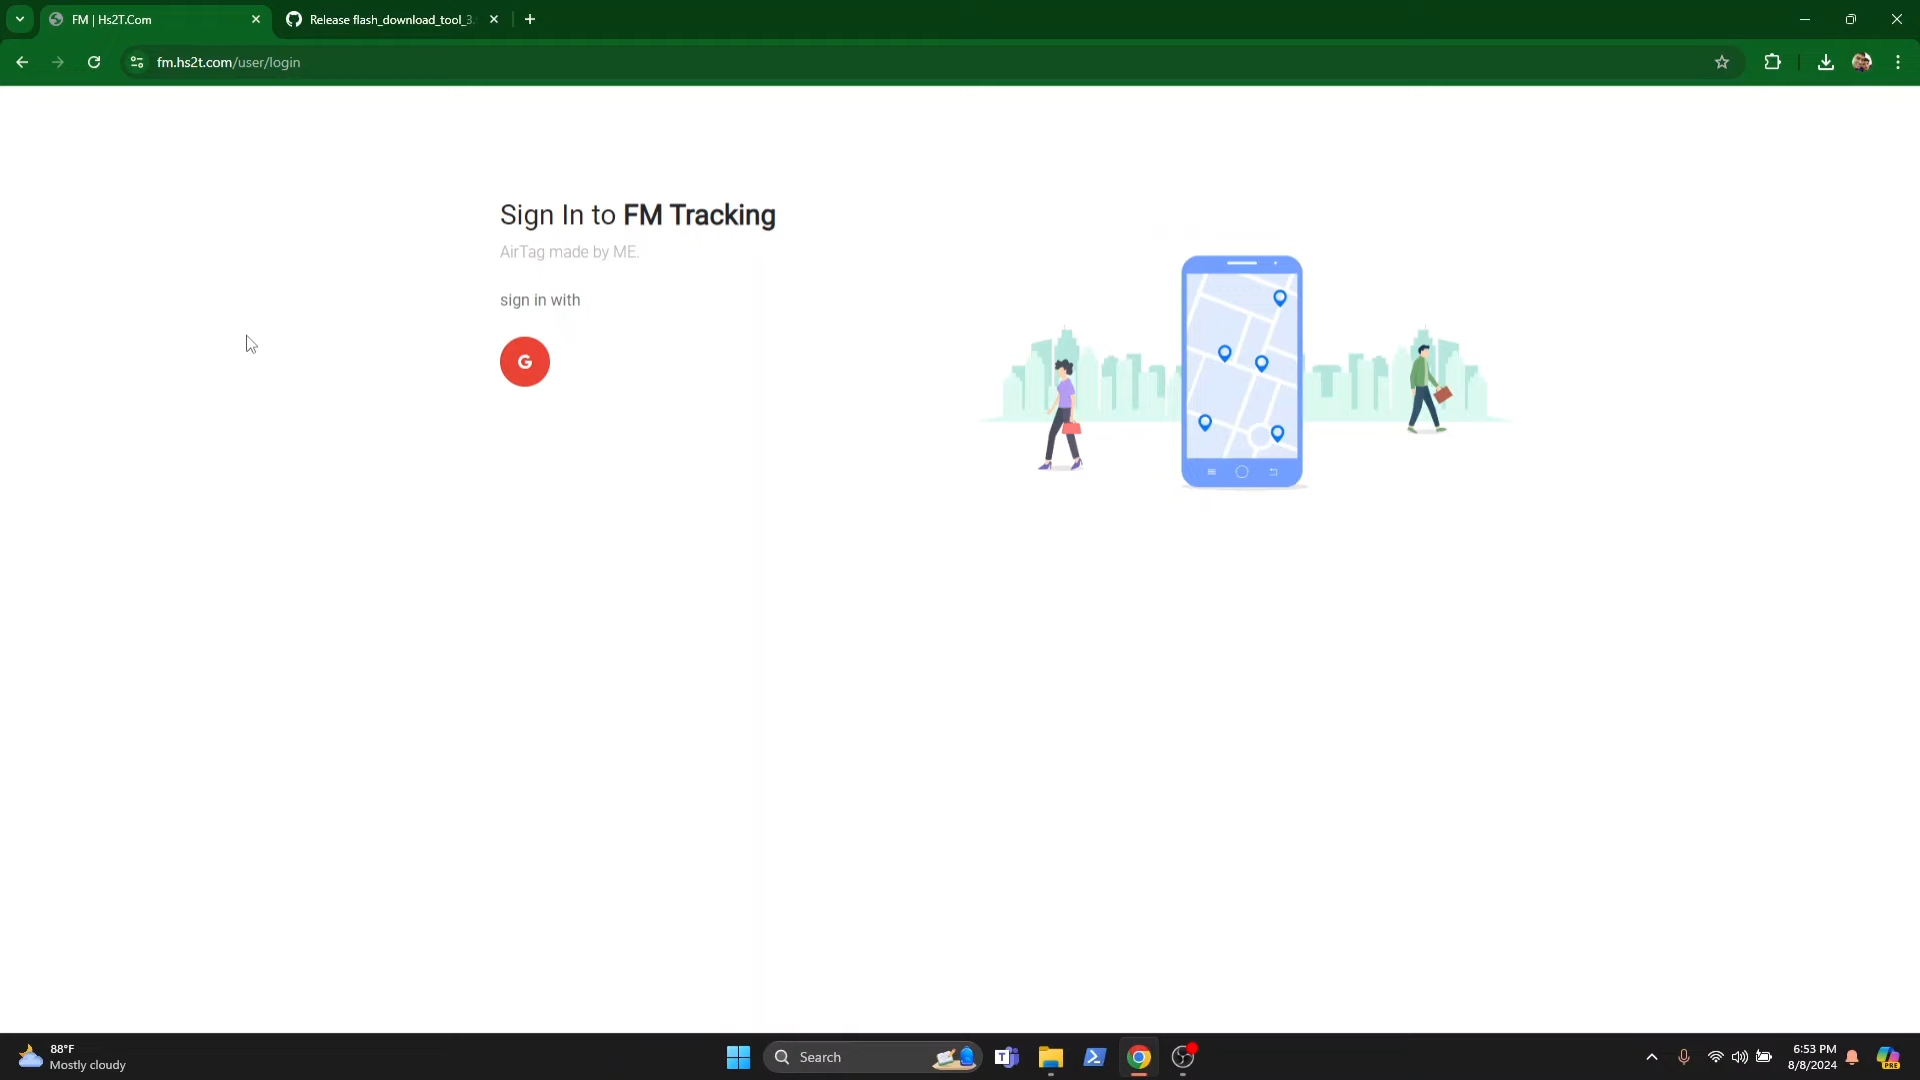 FM | Hs2T.Com
Release flash_download_tool_3.
fm.hs2t.com/user/login
Sign In to FM Tracking
AirTag made by ME.
sign in with
G
88°F
Mostly cloudy
Search
6:53 PM
8/8/2024
PRE